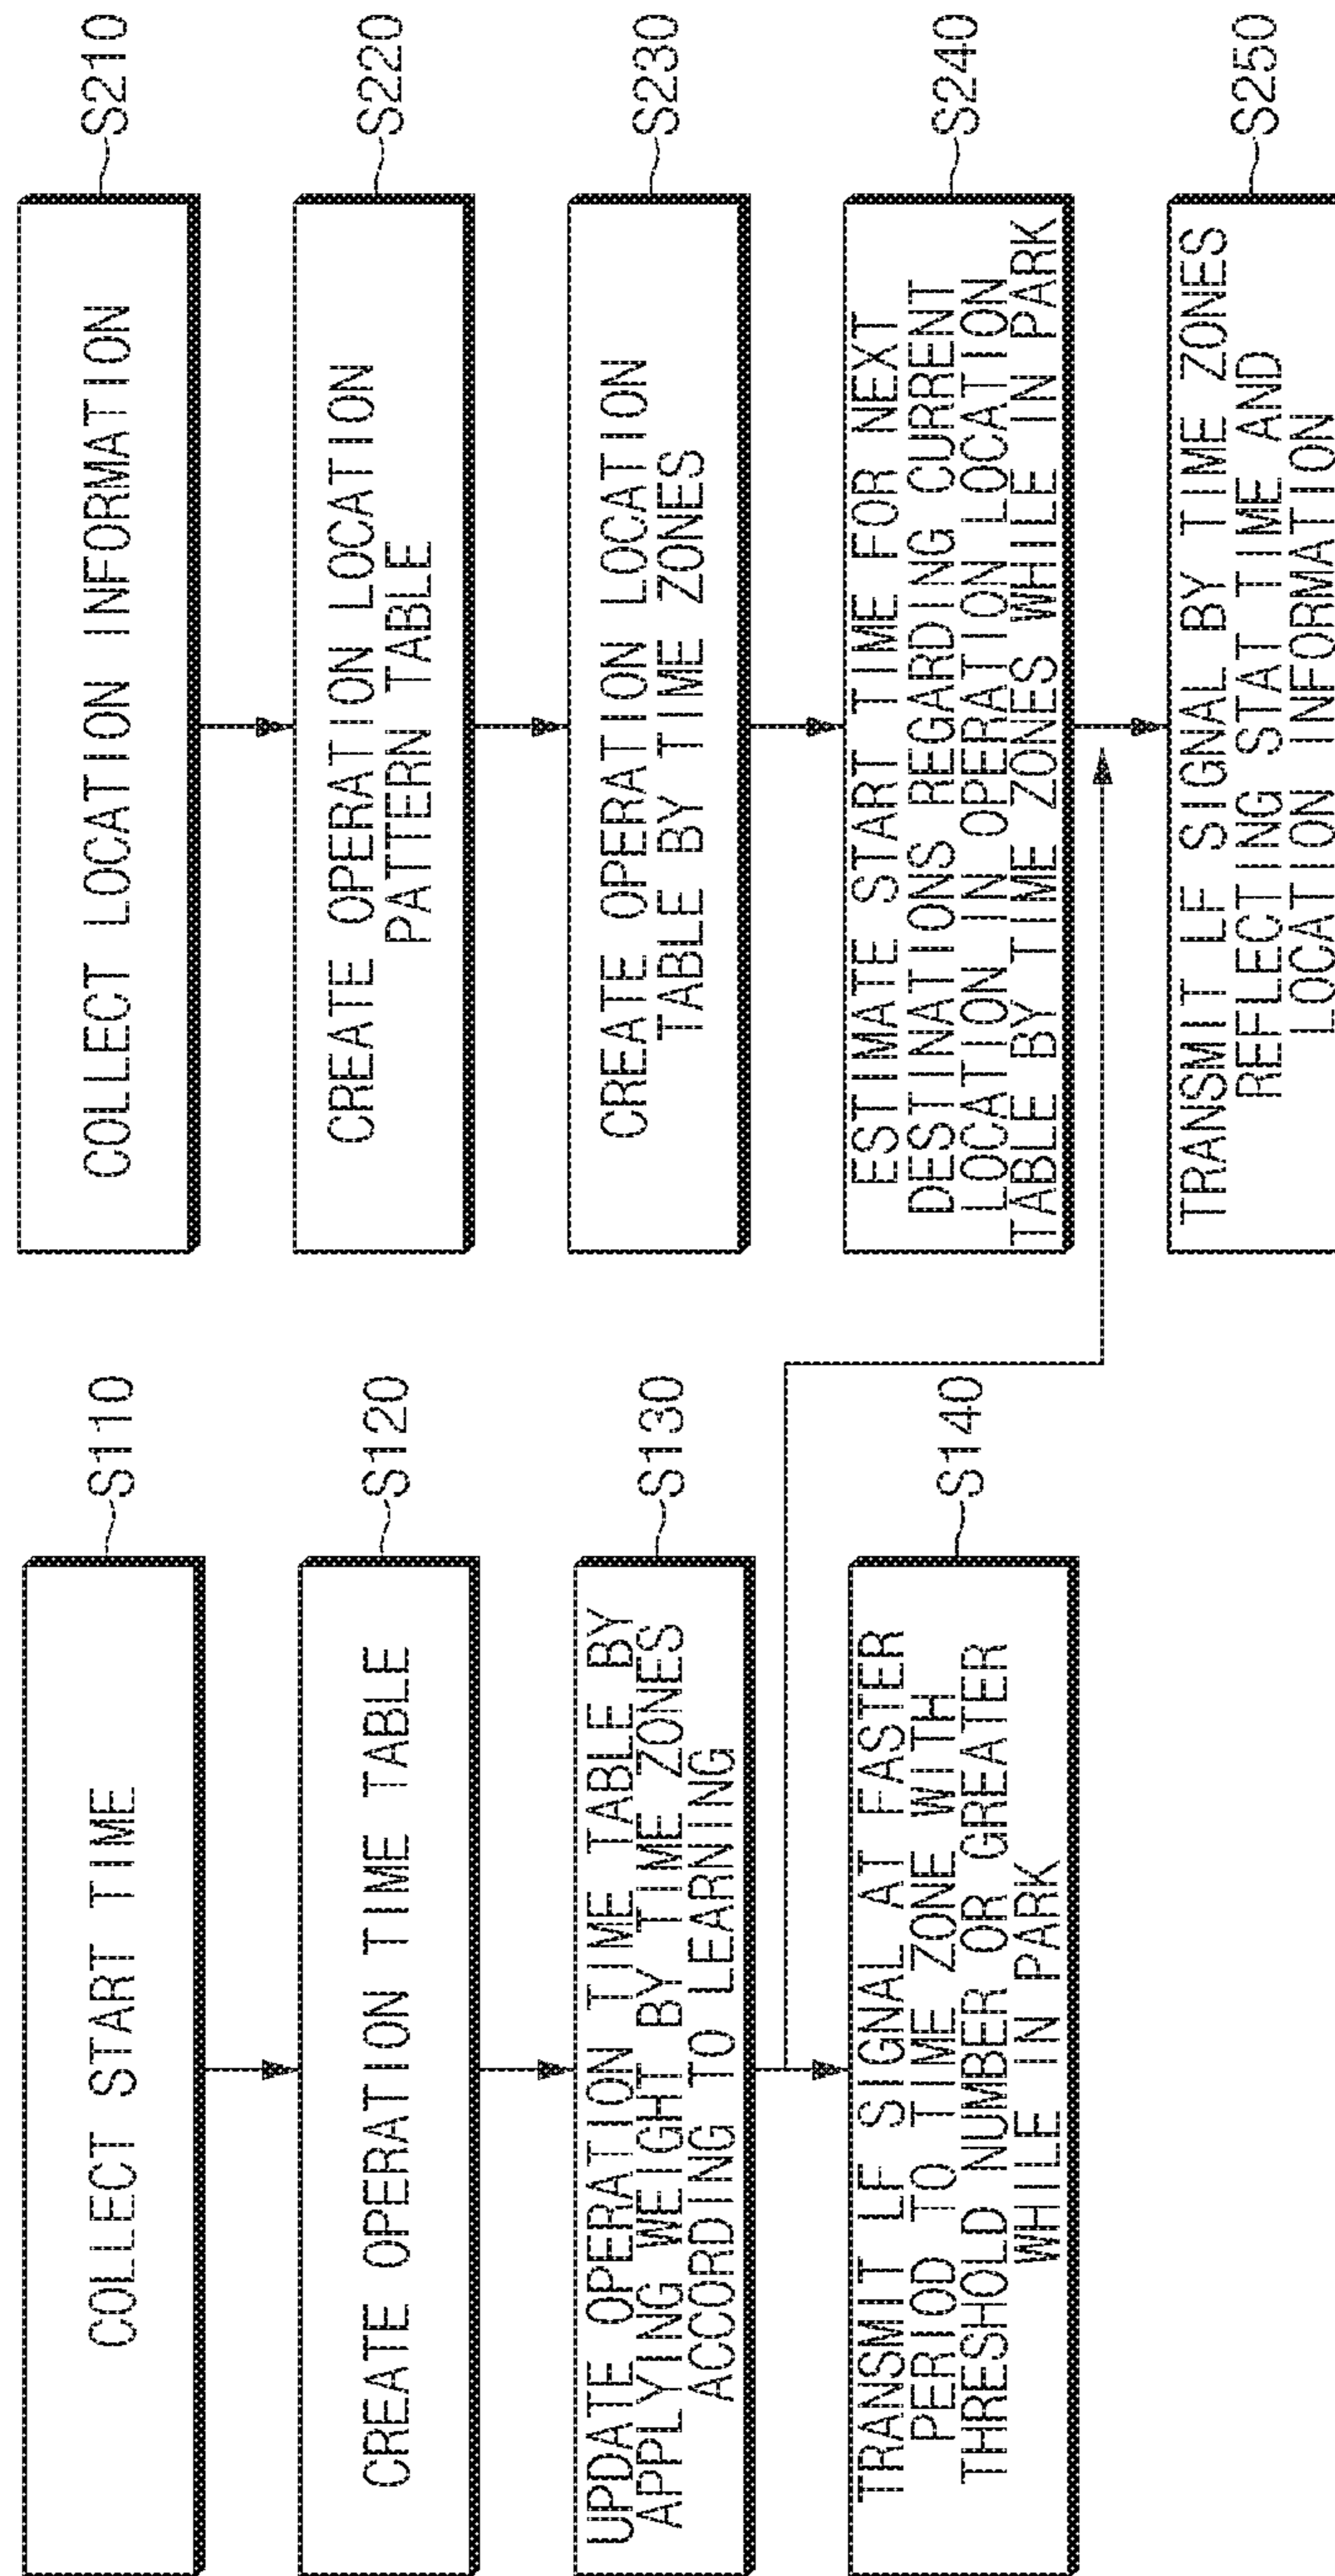 COLLECT START TIME
S110
CREATE OPERATION TIME TABLE
S120
UPDATE OPERATION TIME TABLE BY
APPLYING WEIGHT BY TIME ZONES
ACCORDING TO LEARNING
S130
TRANSMIT LF SIGNAL AT FASTER
PERIOD TO TIME ZONE WITH
THRESHOLD NUMBER OR GREATER
WHILE IN PARK
S140
COLLECT LOCATION INFORMATION
S210
CREATE OPERATION LOCATION
PATTERN TABLE
S220
CREATE OPERATION LOCATION
TABLE BY TIME ZONES
S230
ESTIMATE START TIME FOR NEXT
DESTINATIONS REGARDING CURRENT
LOCATION IN OPERATION LOCATION
TABLE BY TIME ZONES WHILE IN PARK
S240
TRANSMIT LF SIGNAL BY TIME ZONES
REFLECTING STAT TIME AND
LOCATION INFORMATION
S250